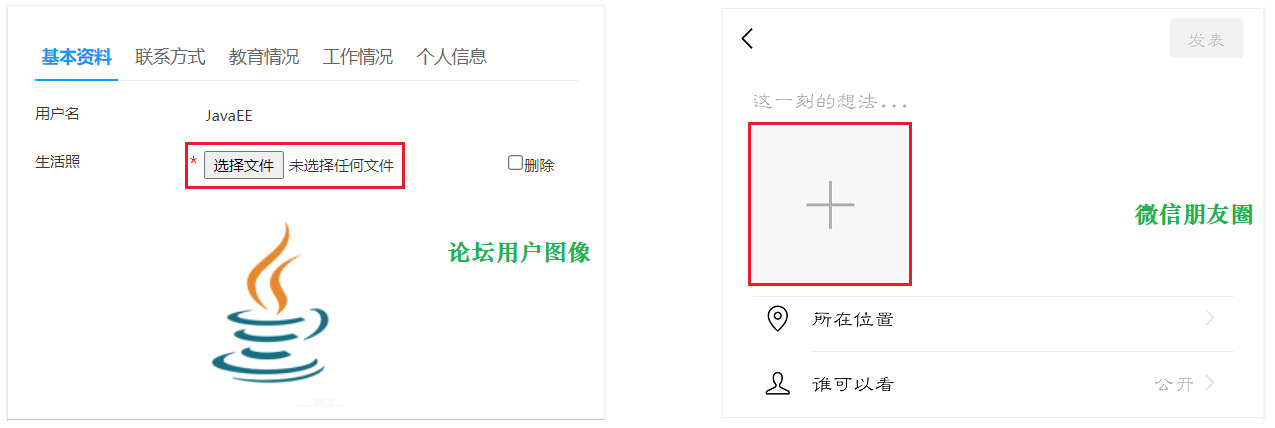 基本资料 联系方式 教育情况 工作情况 个人信息
用户名 JavaEE
生活照 * 选择文件 未选择任何文件 删除
论坛用户图像
发表
这一刻的想法...
微信朋友圈
所在位置
谁可以看 公开